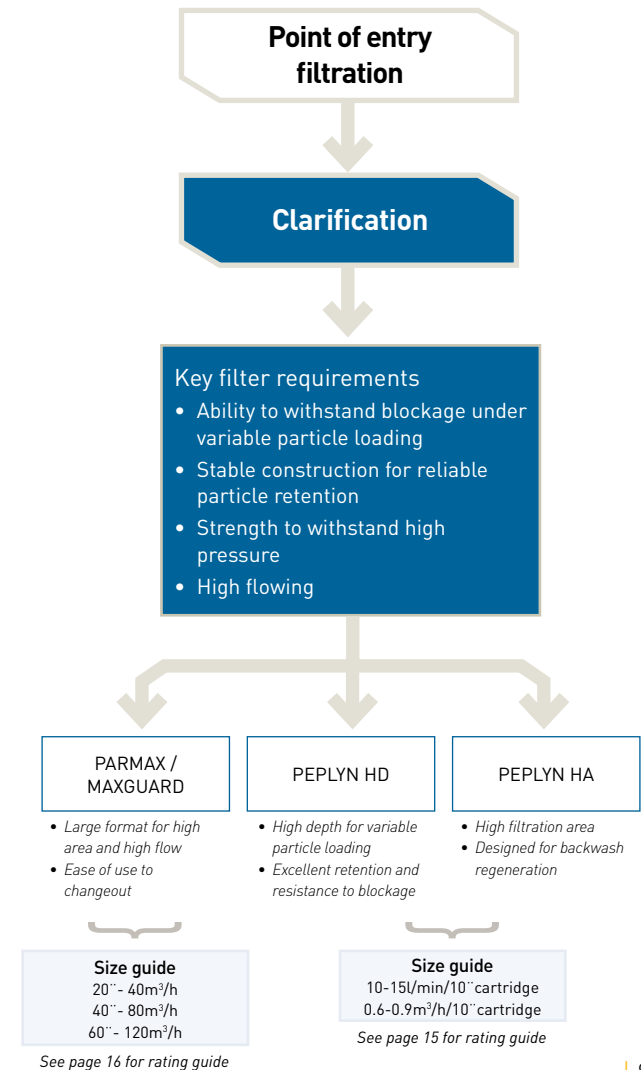 Point of entry
filtration
Clarification
Key filter requirements
• Ability to withstand blockage under
variable particle loading
• Stable construction for reliable
particle retention
• Strength to withstand high
pressure
• High flowing
PARMAX /
MAXGUARD
• Large format for high
area and high flow
• Ease of use to
changeout
PEPLYN HD
• High depth for variable
particle loading
• Excellent retention and
resistance to blockage
PEPLYN HA
• High filtration area
• Designed for backwash
regeneration
Size guide
20¨- 40m³/h
40¨- 80m³/h
60¨- 120m³/h
See page 16 for rating guide
Size guide
10-15l/min/10¨cartridge
0.6-0.9m³/h/10¨cartridge
See page 15 for rating guide